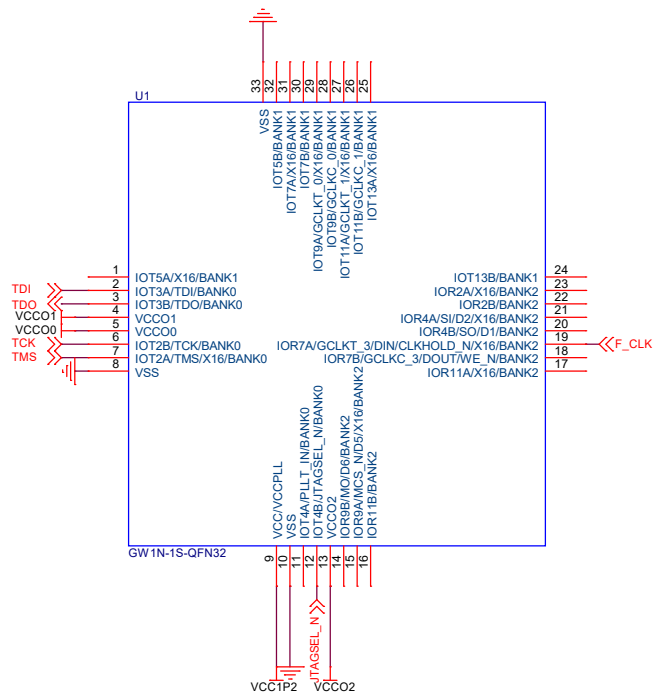 33
32
31
30
29
28
27
26
25
U1
VSS
IOT5B/BANK1
IOT7A/X16/BANK1
IOT7B/BANK1
IOT9A/GCLKT_0/X16/BANK1
IOT9B/GCLKC_0/BANK1
IOT11A/GCLKT_1/X16/BANK1
IOT11B/GCLKC_1/BANK1
IOT13A/X16/BANK1
1 IOT5A/X16/BANK1
TDI 2 IOT3A/TDI/BANK0
TDO 3 IOT3B/TDO/BANK0
VCCO1 4 VCCO1
VCCO0 5 VCCO0
TCK 6 IOT2B/TCK/BANK0
TMS 7 IOT2A/TMS/X16/BANK0
8 VSS
IOT13B/BANK1 24
IOR2A/X16/BANK2 23
IOR2B/BANK2 22
IOR4A/SI/D2/X16/BANK2 21
IOR4B/SO/D1/BANK2 20
IOR7A/GCLKT_3/DIN/CLKHOLD_N/X16/BANK2 19 F_CLK
IOR7B/GCLKC_3/DOUT/WE_N/BANK2 18
IOR11A/X16/BANK2 17
VCC/VCCPLL
VSS
IOT4A/PLLT_IN/BANK0
IOT4B/JTAGSEL_N/BANK0
VCCO2
IOR9B/MO/D6/BANK2
IOR9A/MCS_N/D5/X16/BANK2
IOR11B/BANK2
GW1N-1S-QFN32
9
10
11
12
13
14
15
16
JTAGSEL_N
VCC1P2
VCCO2